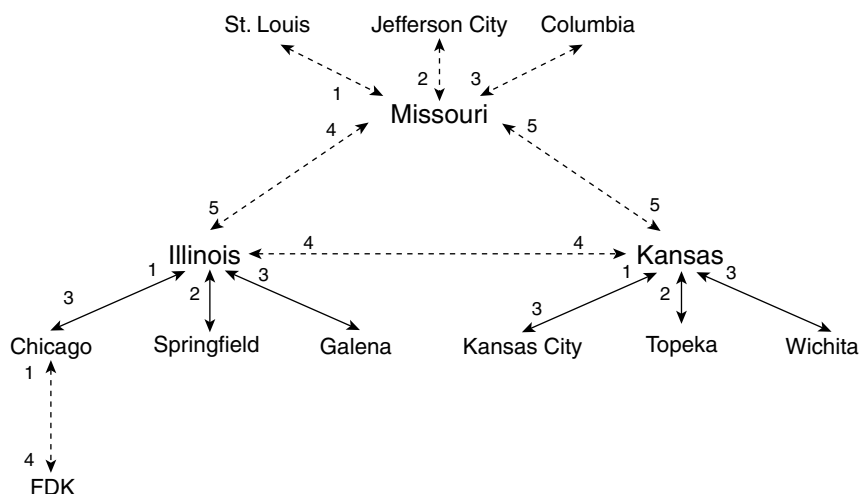 St. Louis Jefferson City Columbia
1 2 3
Missouri
4 5
5 5
Illinois 4 4 Kansas
3 1 2 3 3 1 2 3
Chicago Springfield Galena Kansas City Topeka Wichita
1
4
FDK